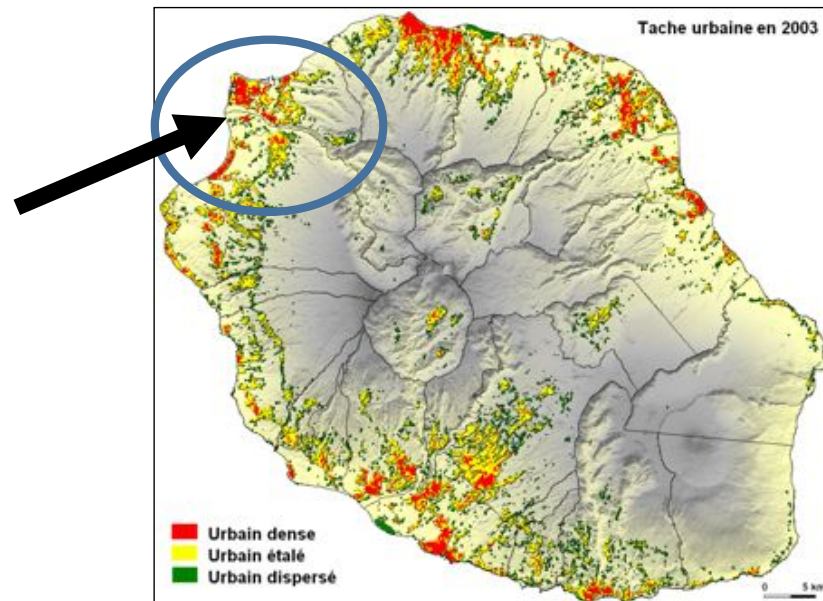 Tache urbaine en 2003
Urbain dense
Urbain étalé
Urbain dispersé
0 5 km